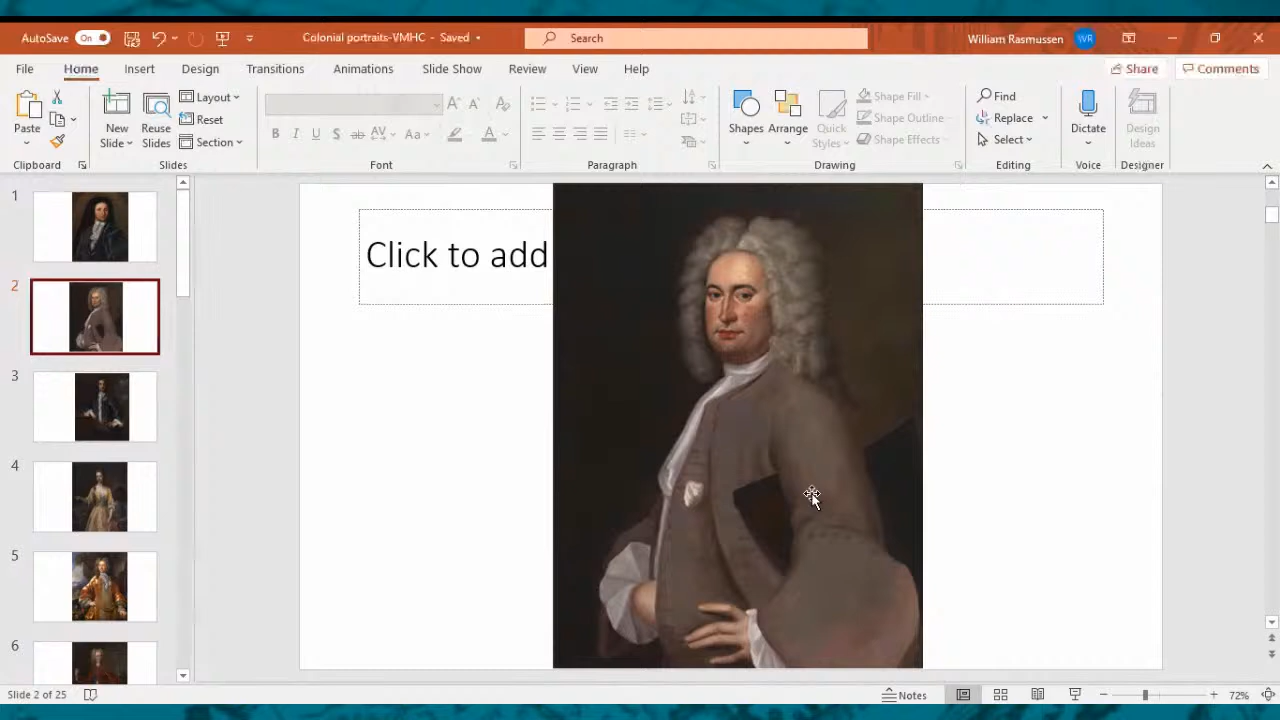 AutoSave On Colonial portraits-VMHC - Saved Search William Rasmussen WR
File Home Insert Design Transitions Animations Slide Show Review View Help Share Comments
Paste
Clipboard
New Slide
Reuse Slides
Layout
Reset
Section
Slides
B I U S AV Aa A
Font
Paragraph
Shapes
Arrange
Quick Styles
Shape Fill
Shape Outline
Shape Effects
Drawing
Find
Replace
Select
Editing
Dictate
Voice
Design Ideas
Designer
1
2
3
4
5
6
Click to add
Slide 2 of 25 Notes 72%